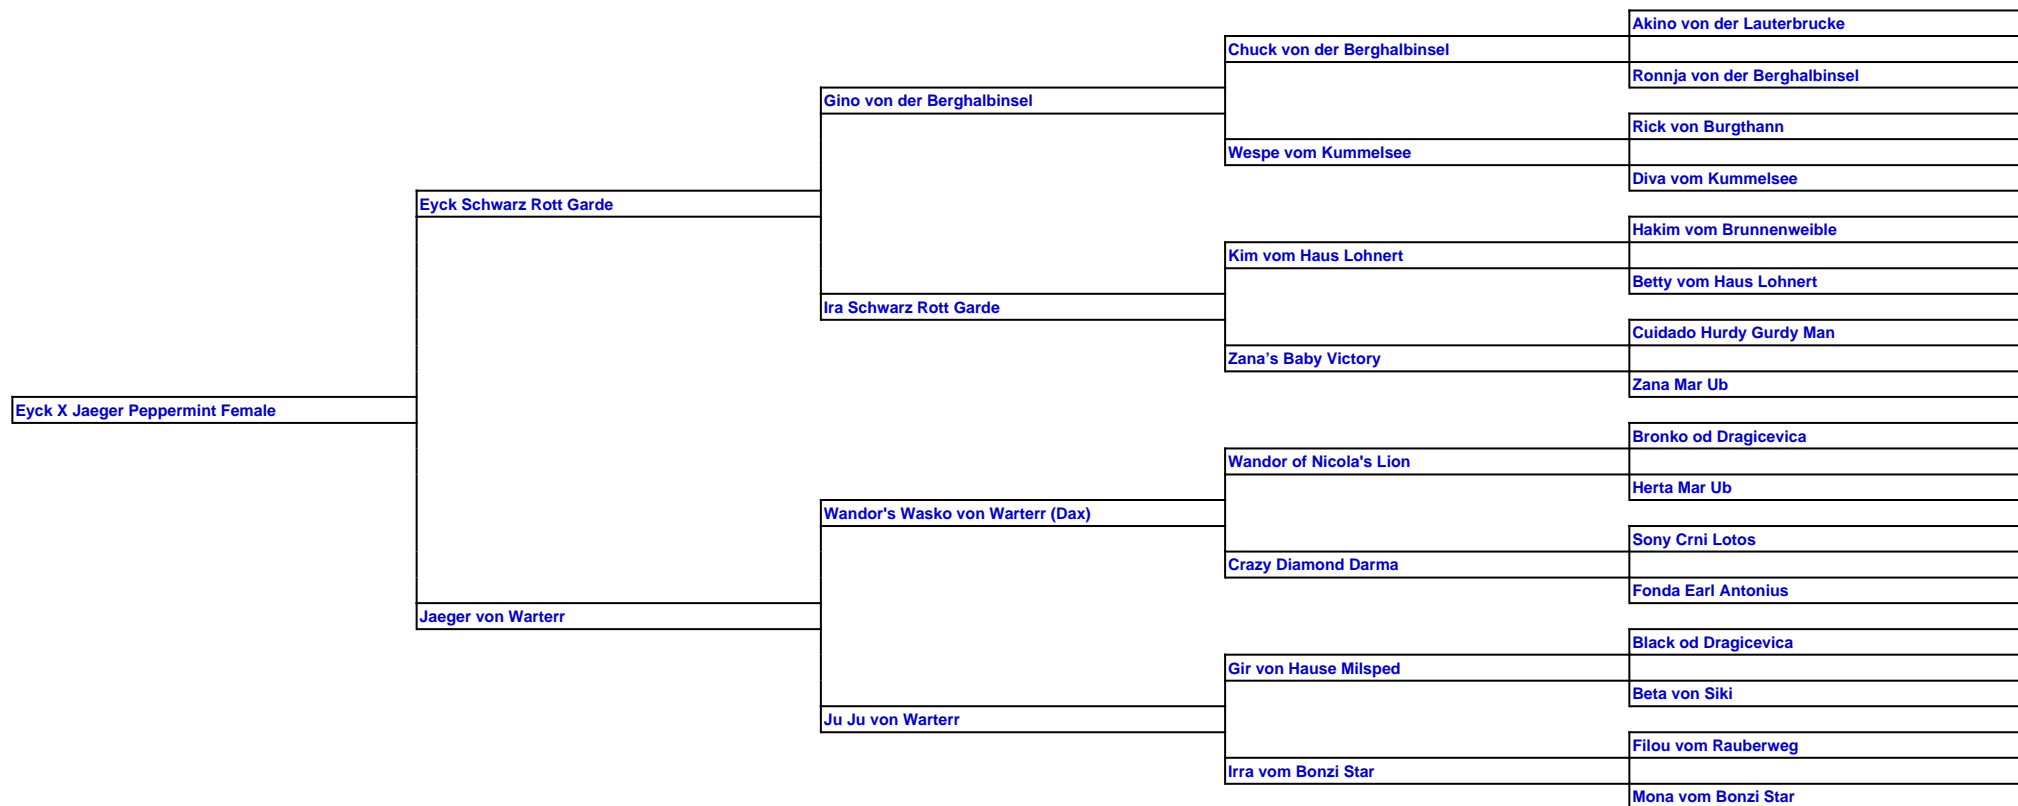 Akino von der Lauterbrucke
Chuck von der Berghalbinsel
Ronnja von der Berghalbinsel
Gino von der Berghalbinsel
Rick von Burgthann
Wespe vom Kummelsee
Diva vom Kummelsee
Eyck Schwarz Rott Garde
Hakim vom Brunnenweible
Kim vom Haus Lohnert
Betty vom Haus Lohnert
Ira Schwarz Rott Garde
Cuidado Hurdy Gurdy Man
Zana’s Baby Victory
Zana Mar Ub
Eyck X Jaeger Peppermint Female
Bronko od Dragicevica
Wandor of Nicola's Lion
Herta Mar Ub
Wandor's Wasko von Warterr (Dax)
Sony Crni Lotos
Crazy Diamond Darma
Fonda Earl Antonius
Jaeger von Warterr
Black od Dragicevica
Gir von Hause Milsped
Beta von Siki
Ju Ju von Warterr
Filou vom Rauberweg
Irra vom Bonzi Star
Mona vom Bonzi Star